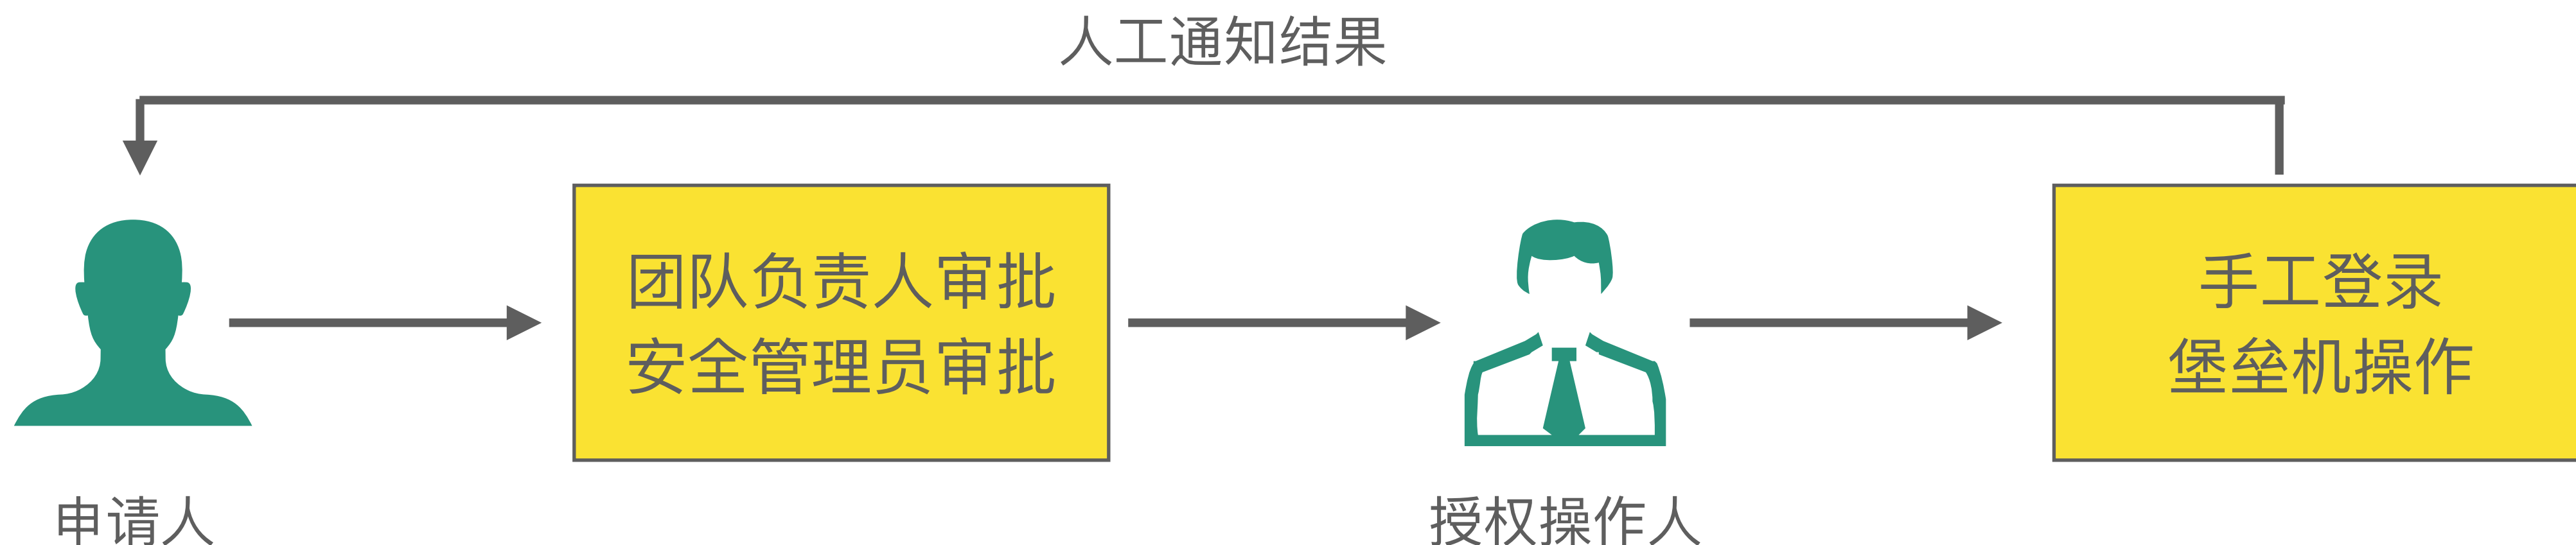 人工通知结果
团队负责人审批
安全管理员审批
手工登录
堡垒机操作
申请人
授权操作人